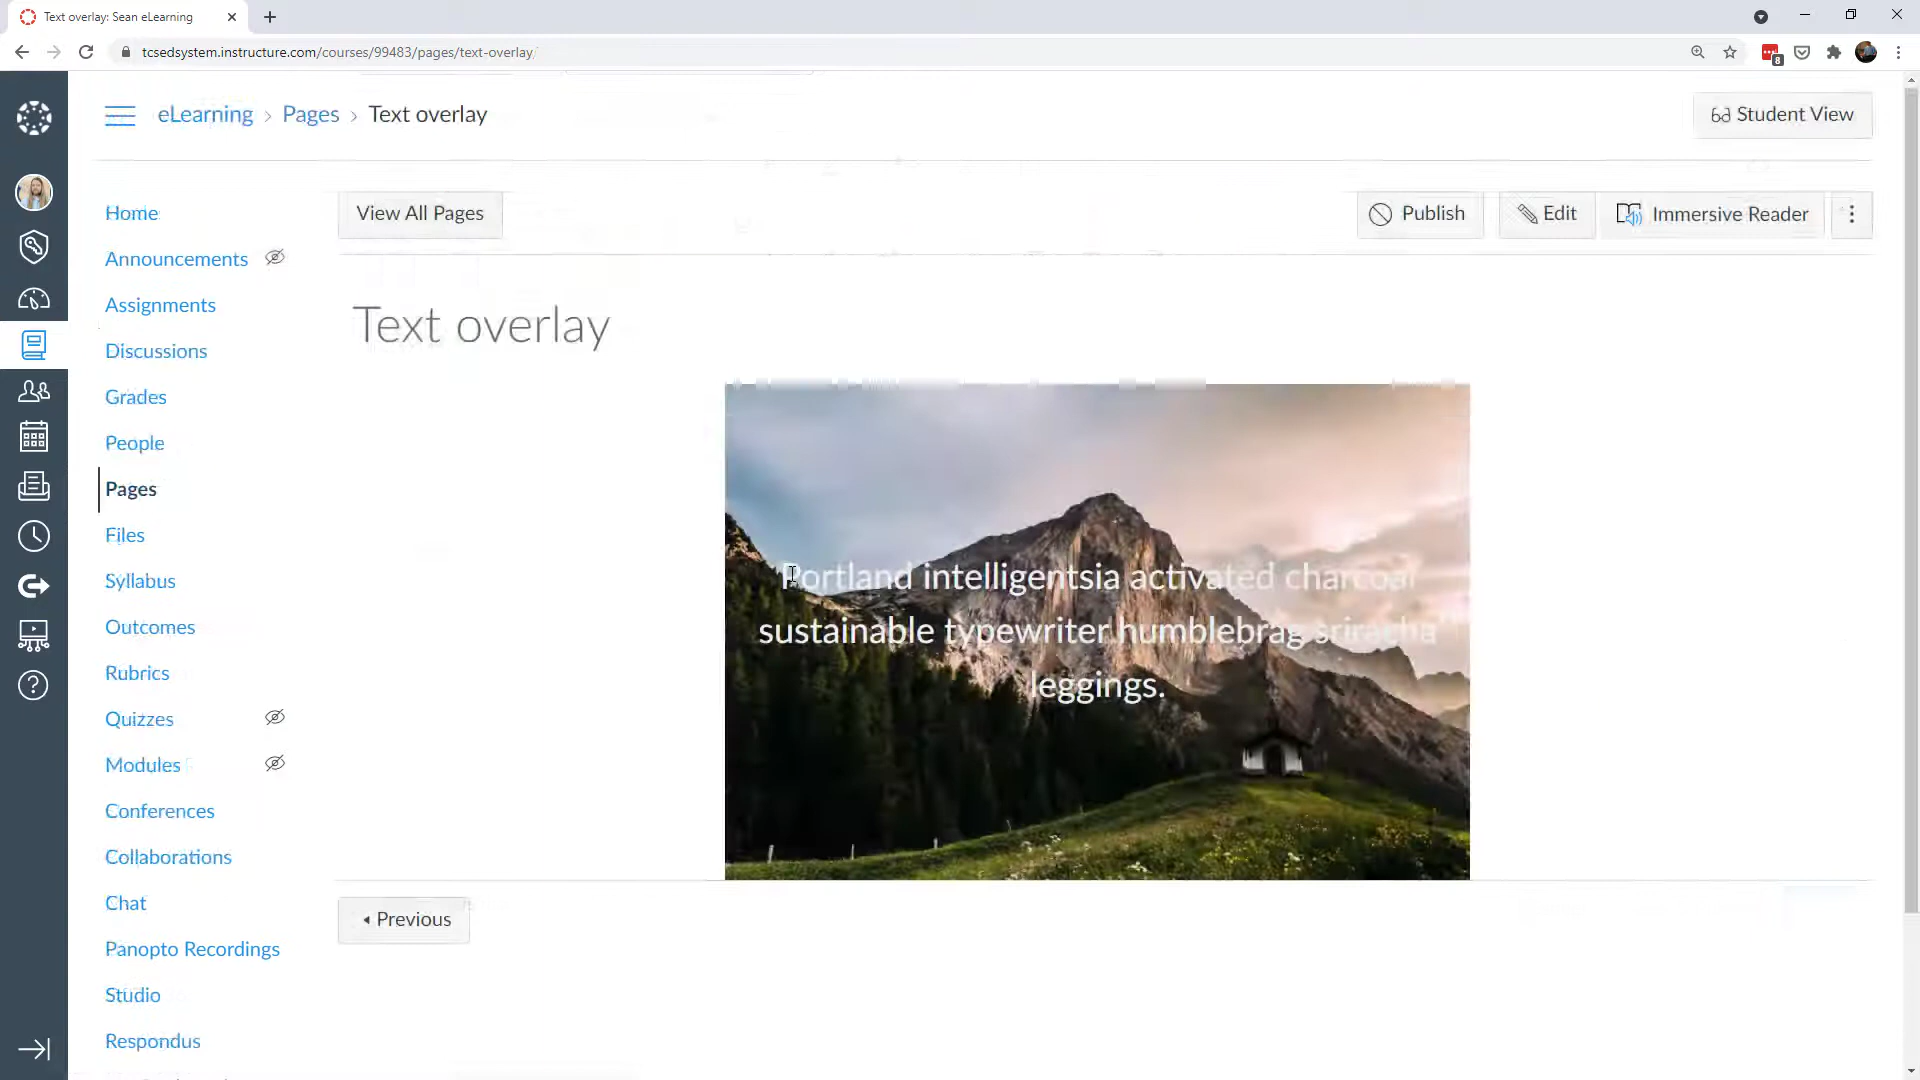 Text overlay: Sean eLearning
tcsedsystem.instructure.com/courses/99483/pages/text-overlay/
8
eLearning > Pages > Text overlay
Student View
Home
Announcements
Assignments
Discussions
Grades
People
Pages
Files
Syllabus
Outcomes
Rubrics
Quizzes
Modules
Conferences
Collaborations
Chat
Panopto Recordings
Studio
Respondus
View All Pages
Publish
Edit
Immersive Reader
Text overlay
Portland intelligentsia activated charcoal
sustainable typewriter humblebrag sriracha
leggings.
Previous